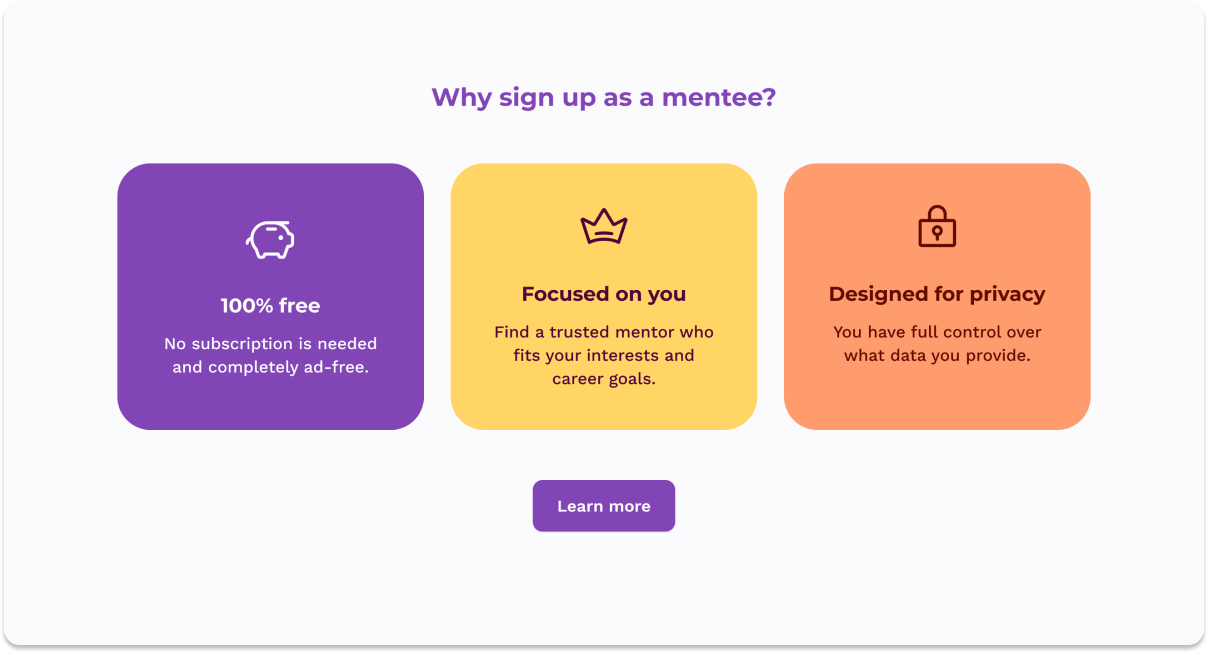 Why sign up as a mentee?
100% free
No subscription is needed
and completely ad-free.
Focused on you
Find a trusted mentor who
fits your interests and
career goals.
Designed for privacy
You have full control over
what data you provide.
Learn more